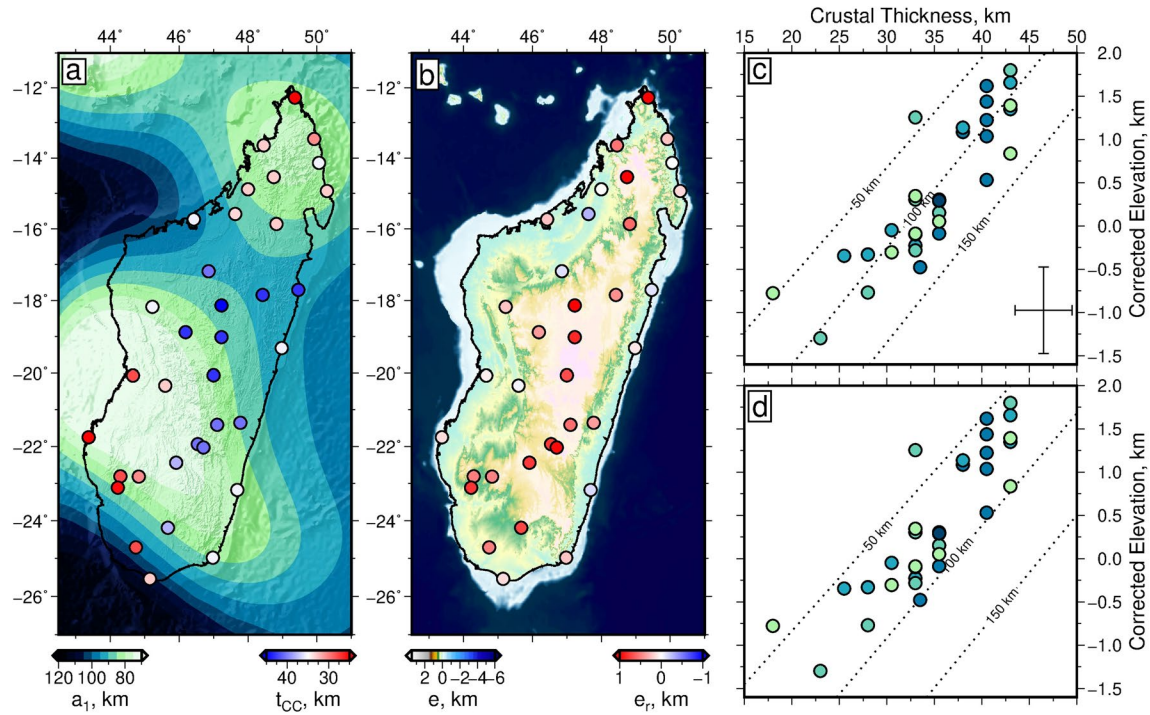 44° 46° 48° 50°
44° 46° 48° 50°
Crustal Thickness, km
15 20 25 30 35 40 45 50
a
b
c
d
−12°
−14°
−16°
−18°
−20°
−22°
−24°
−26°
−12°
−14°
−16°
−18°
−20°
−22°
−24°
−26°
2.0
1.5
1.0
0.5
0.0
−0.5
−1.0
−1.5
Corrected Elevation, km
50 km
100 km
150 km
2.0
1.5
1.0
0.5
0.0
−0.5
−1.0
−1.5
Corrected Elevation, km
50 km
100 km
150 km
120 100 80
a1, km
40 30
tCC, km
2 0 −2 −4 −6
e, km
1 0 −1
er, km